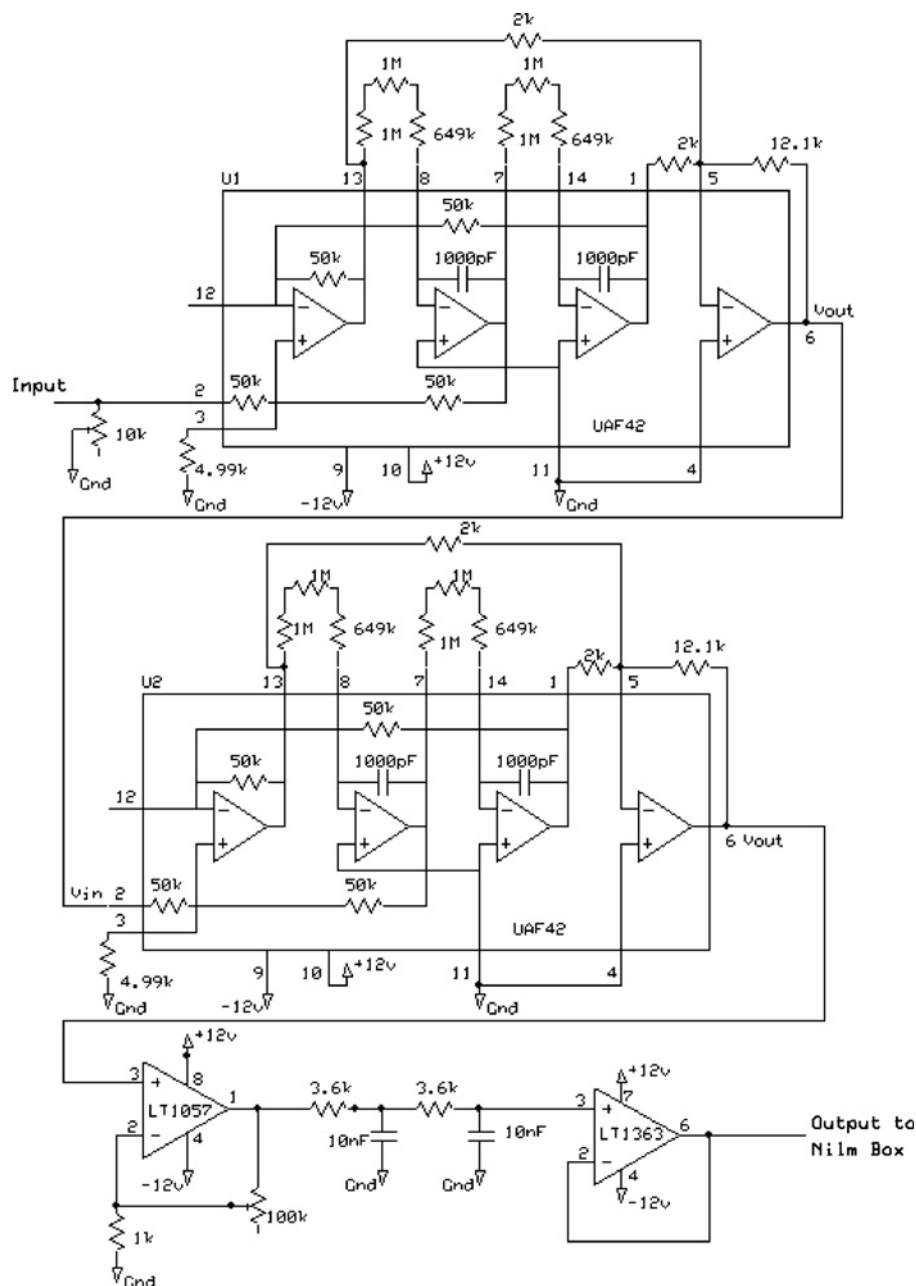 2k
1M 1M
1M 649k 1M 649k
2k 12.1k
U1 13 8 7 14 1 5
50k
50k 1000pF 1000pF
12
Vout
6
Input 2 50k 50k
3
10k UAF42
4.99k +12v
9 10 11 4
Gnd Gnd -12v Gnd
2k
1M 1M
1M 649k 1M 649k
2k 12.1k
U2 13 8 7 14 1 5
50k
50k 1000pF 1000pF
12
6 Vout
Vin 2 50k 50k
3
UAF42
4.99k +12v
9 10 11 4
Gnd -12v Gnd
+12v
3 8 1 3.6k 3.6k 3 +12v 7
LT1057 LT1363 6 Output to
2 4 10nF 10nF 2 4 Nilm Box
-12v Gnd Gnd -12v
100k
1k
Gnd
+ - + - + - + -
- + - + - + - +
+ - + -